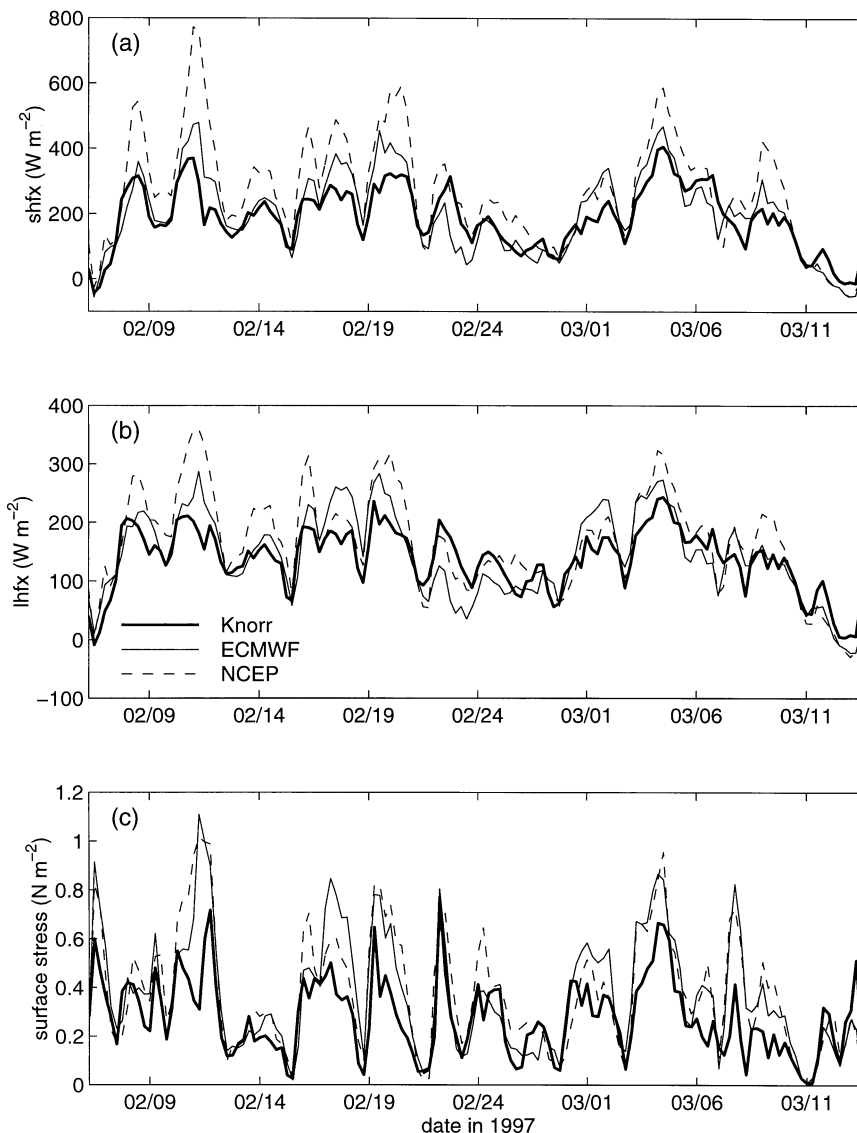 (a)
800
600
400
200
0
shfx (W m−2)
02/09 02/14 02/19 02/24 03/01 03/06 03/11
(b)
400
300
200
100
0
−100
lhfx (W m−2)
Knorr
ECMWF
NCEP
02/09 02/14 02/19 02/24 03/01 03/06 03/11
(c)
1.2
1
0.8
0.6
0.4
0.2
0
surface stress (N m−2)
02/09 02/14 02/19 02/24 03/01 03/06 03/11
date in 1997